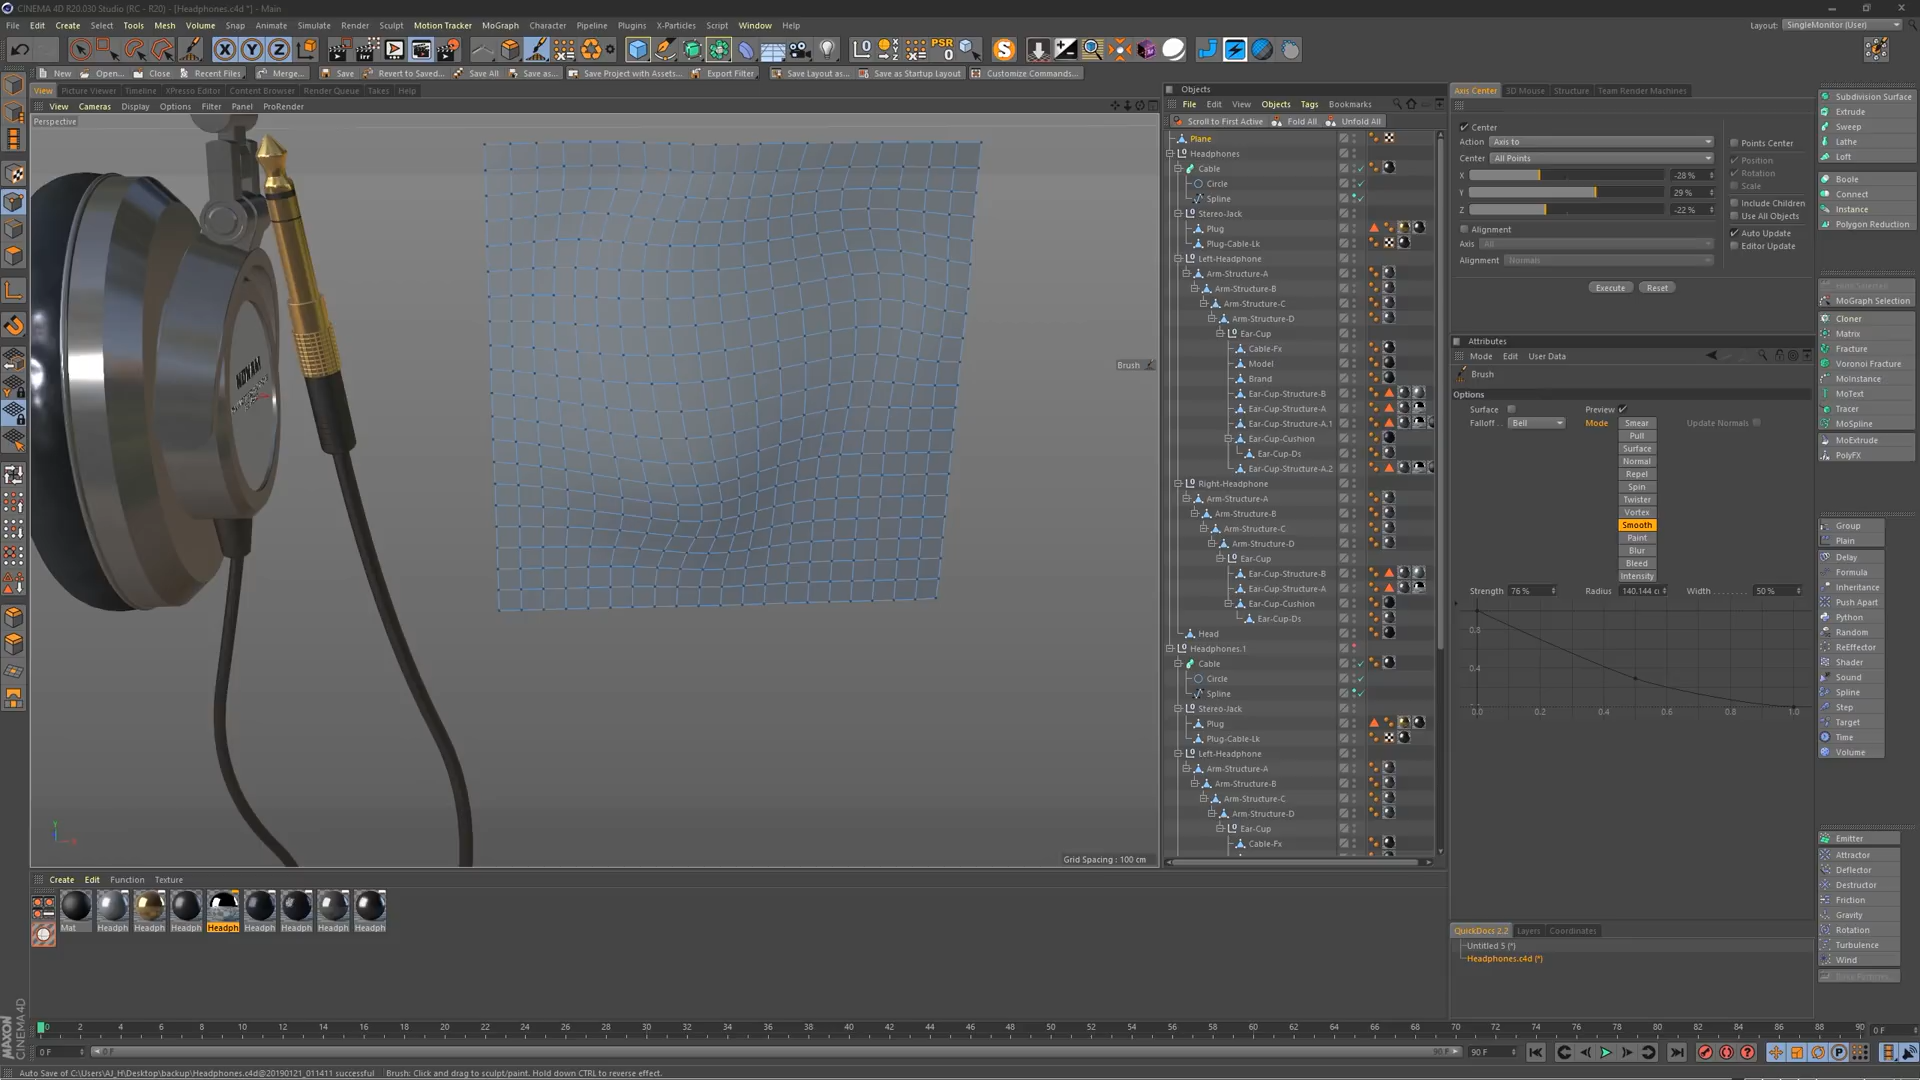 CINEMA 4D R20.030 Studio (RC - R20) - [Headphones.c4d *] - Main
File Edit Create Select Tools Mesh Volume Snap Animate Simulate Render Sculpt Motion Tracker MoGraph Character Pipeline Plugins X-Particles Script Window Help
Layout: SingleMonitor (User)
New Open... Close Recent Files Merge... Save Revert to Saved... Save All Save as... Save Project with Assets... Export Filter Save Layout as... Save as Startup Layout Customize Commands...
View Picture Viewer Timeline XPresso Editor Content Browser Render Queue Takes Help
View Cameras Display Options Filter Panel ProRender
Perspective
Brush
Grid Spacing : 100 cm
Objects
File Edit View Objects Tags Bookmarks
Scroll to First Active Fold All Unfold All
Plane
Headphones
Cable
Circle
Spline
Stereo-Jack
Plug
Plug-Cable-Lk
Left-Headphone
Arm-Structure-A
Arm-Structure-B
Arm-Structure-C
Arm-Structure-D
Ear-Cup
Cable-Fx
Model
Brand
Ear-Cup-Structure-B
Ear-Cup-Structure-A
Ear-Cup-Structure-A.1
Ear-Cup-Cushion
Ear-Cup-Ds
Ear-Cup-Structure-A.2
Right-Headphone
Arm-Structure-A
Arm-Structure-B
Arm-Structure-C
Arm-Structure-D
Ear-Cup
Ear-Cup-Structure-B
Ear-Cup-Structure-A
Ear-Cup-Cushion
Ear-Cup-Ds
Head
Headphones.1
Cable
Circle
Spline
Stereo-Jack
Plug
Plug-Cable-Lk
Left-Headphone
Arm-Structure-A
Arm-Structure-B
Arm-Structure-C
Arm-Structure-D
Ear-Cup
Cable-Fx
Axis Center 3D Mouse Structure Team Render Machines
Center
Action Axis to
Center All Points
X -28 %
Y 29 %
Z -22 %
Alignment
Axis All
Alignment Normals
Points Center
Position
Rotation
Scale
Include Children
Use All Objects
Auto Update
Editor Update
Execute Reset
Attributes
Mode Edit User Data
Brush
Options
Surface Preview
Falloff... Bell Mode Smear Update Normals
Pull
Surface
Normal
Repel
Spin
Twister
Vortex
Smooth
Paint
Blur
Bleed
Intensity
Strength 76 % Radius 140.144 Width 50 %
0.8
0.4
0.0 0.2 0.4 0.6 0.8 1.0
QuickDocs 2.2 Layers Coordinates
Untitled 5 (*)
Headphones.c4d (*)
Subdivision Surface
Extrude
Sweep
Lathe
Loft
Boole
Connect
Instance
Polygon Reduction
MoGraph Selection
Cloner
Matrix
Fracture
Voronoi Fracture
MoInstance
MoText
Tracer
MoSpline
MoExtrude
PolyFX
Group
Plain
Delay
Formula
Inheritance
Push Apart
Python
Random
ReEffector
Shader
Sound
Spline
Step
Target
Time
Volume
Emitter
Attractor
Deflector
Destructor
Friction
Gravity
Rotation
Turbulence
Wind
Create Edit Function Texture
Mat Headph Headph Headph Headph Headph Headph Headph Headph
0 2 4 6 8 10 12 14 16 18 20 22 24 26 28 30 32 34 36 38 40 42 44 46 48 50 52 54 56 58 60 62 64 66 68 70 72 74 76 78 80 82 84 86 88 90 0 F
0 F 0 F 90 F 90 F
MAXON
CINEMA 4D
Auto Save of C:\Users\AJ_H\Desktop\backup\Headphones.c4d@20190121_011411 successful Brush: Click and drag to sculpt/paint. Hold down CTRL to reverse effect.